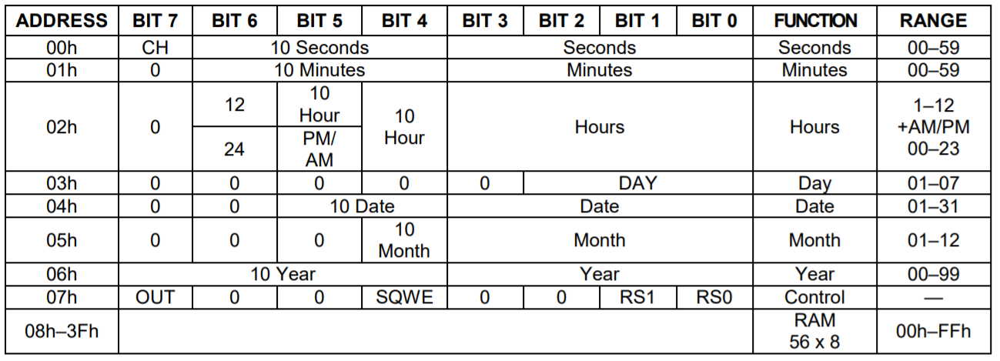 ADDRESS BIT 7 BIT 6 BIT 5 BIT 4 BIT 3 BIT 2 BIT 1 BIT 0 FUNCTION RANGE
00h CH 10 Seconds Seconds Seconds 00–59
01h 0 10 Minutes Minutes Minutes 00–59
02h 0 12 10 Hour 10 Hour Hours Hours 1–12 +AM/PM 00–23
24 PM/ AM
03h 0 0 0 0 0 DAY Day 01–07
04h 0 0 10 Date Date Date 01–31
05h 0 0 0 10 Month Month Month 01–12
06h 10 Year Year Year 00–99
07h OUT 0 0 SQWE 0 0 RS1 RS0 Control —
08h–3Fh RAM 56 x 8 00h–FFh